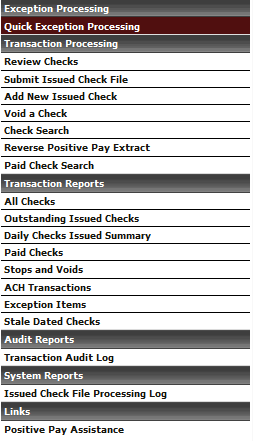 Exception Processing
Quick Exception Processing
Transaction Processing
Review Checks
Submit Issued Check File
Add New Issued Check
Void a Check
Check Search
Reverse Positive Pay Extract
Paid Check Search
Transaction Reports
All Checks
Outstanding Issued Checks
Daily Checks Issued Summary
Paid Checks
Stops and Voids
ACH Transactions
Exception Items
Stale Dated Checks
Audit Reports
Transaction Audit Log
System Reports
Issued Check File Processing Log
Links
Positive Pay Assistance